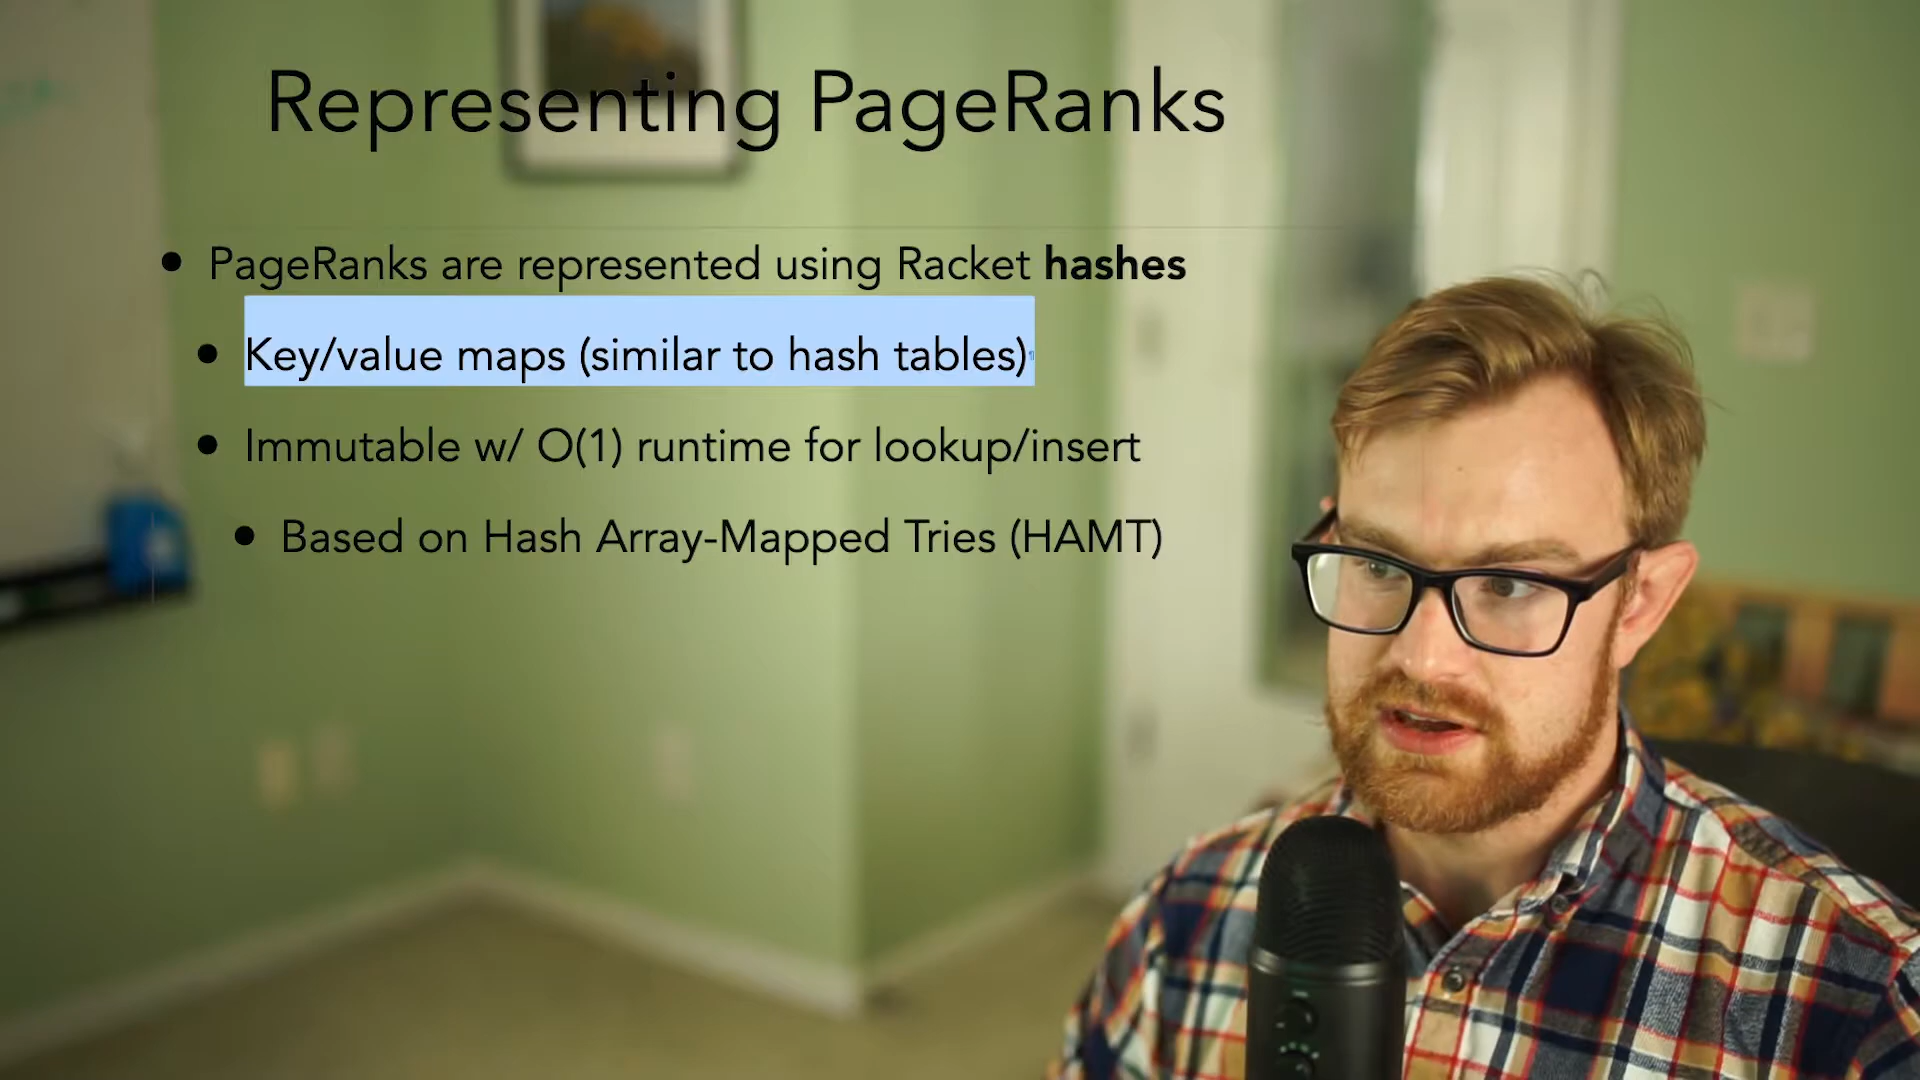 Representing PageRanks
• PageRanks are represented using Racket hashes
• Key/value maps (similar to hash tables)
• Immutable w/ O(1) runtime for lookup/insert
• Based on Hash Array-Mapped Tries (HAMT)